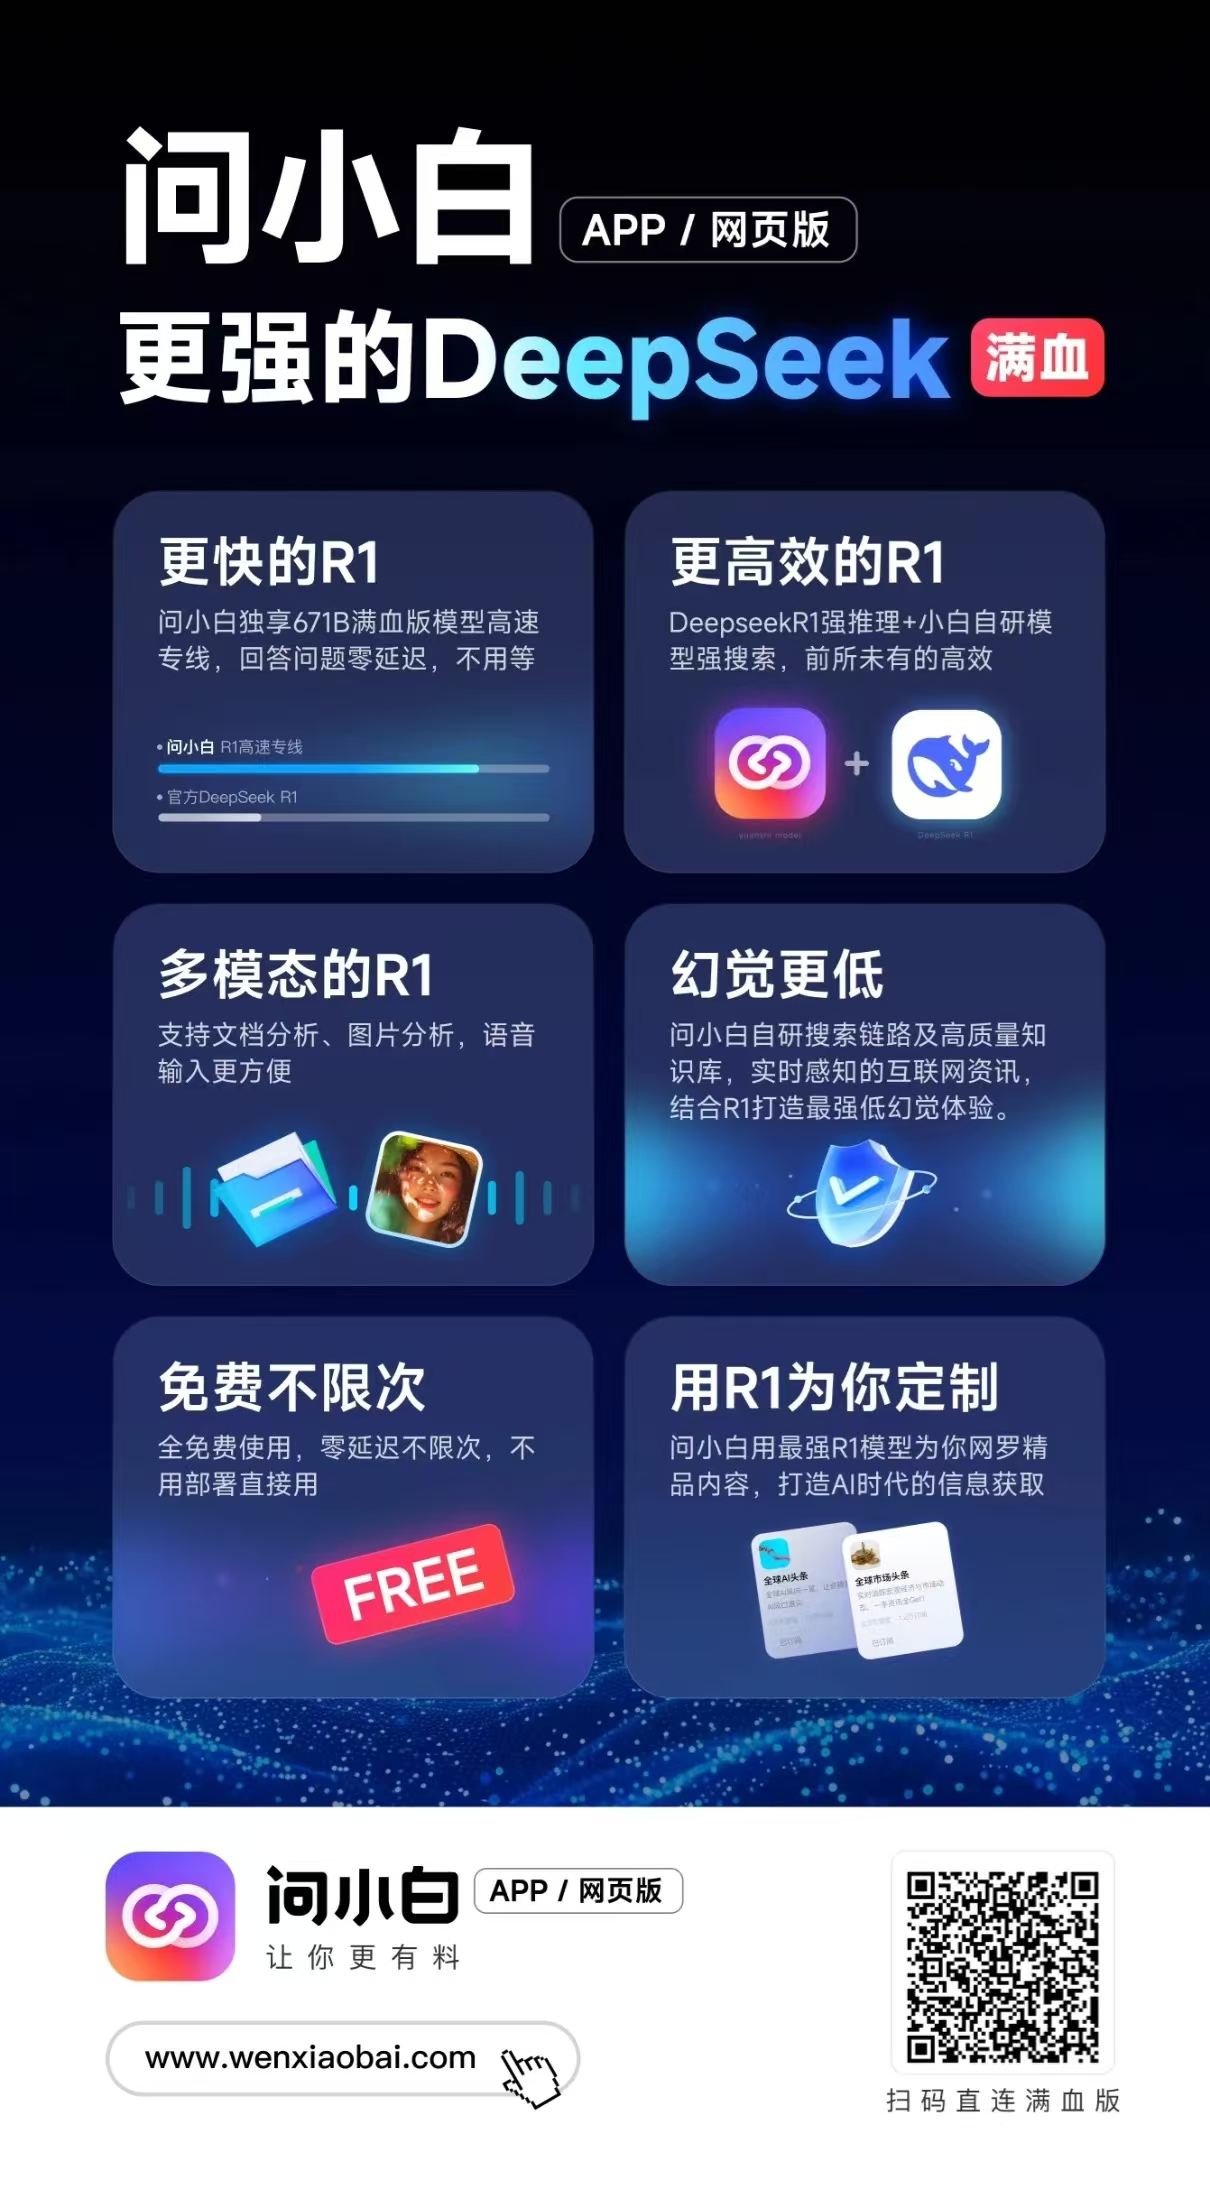 问小白 APP / 网页版
更强的DeepSeek 满血
更快的R1
问小白独享671B满血版模型高速
专线，回答问题零延迟，不用等
• 问小白 R1高速专线
• 官方DeepSeek R1
更高效的R1
DeepseekR1强推理+小白自研模
型强搜索，前所未有的高效
+
yuanshi model
DeepSeek R1
多模态的R1
支持文档分析、图片分析，语音
输入更方便
幻觉更低
问小白自研搜索链路及高质量知
识库，实时感知的互联网资讯，
结合R1打造最强低幻觉体验。
免费不限次
全免费使用，零延迟不限次，不
用部署直接用
FREE
用R1为你定制
问小白用最强R1模型为你网罗精
品内容，打造AI时代的信息获取
全球AI头条
已订阅
全球市场头条
已订阅
问小白 APP / 网页版
让你更有料
www.wenxiaobai.com
扫码直连满血版